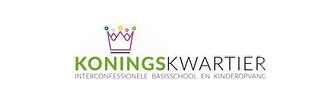 KONINGSKWARTIER
INTERCONFESSIONELE BASISSCHOOL EN KINDEROPVANG